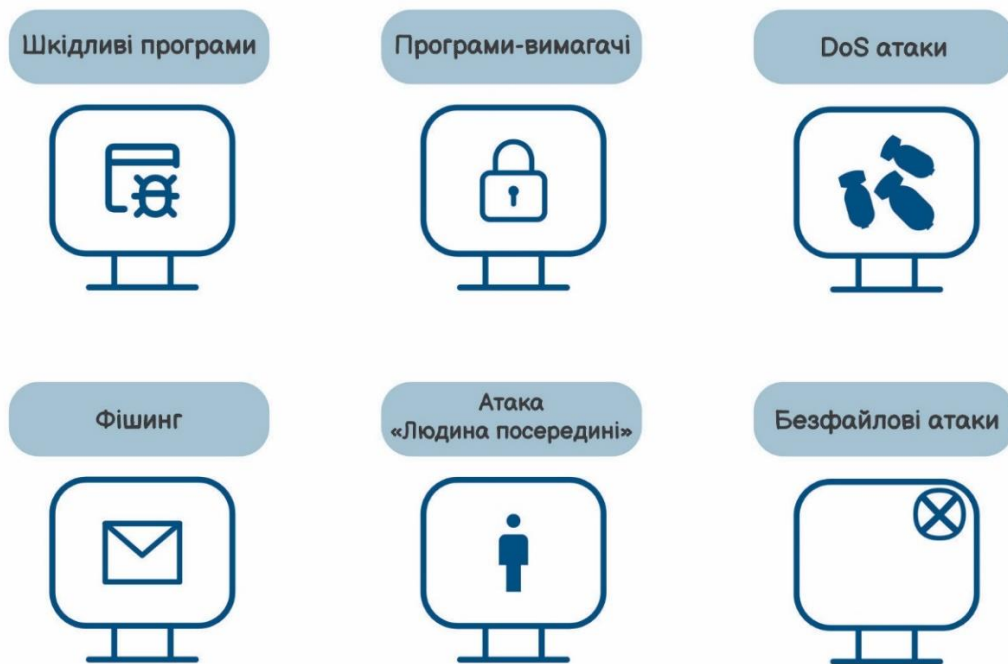 Шкідливі програми
Програми-вимагачі
DoS атаки
Фішинг
Атака
«Людина посередині»
Безфайлові атаки